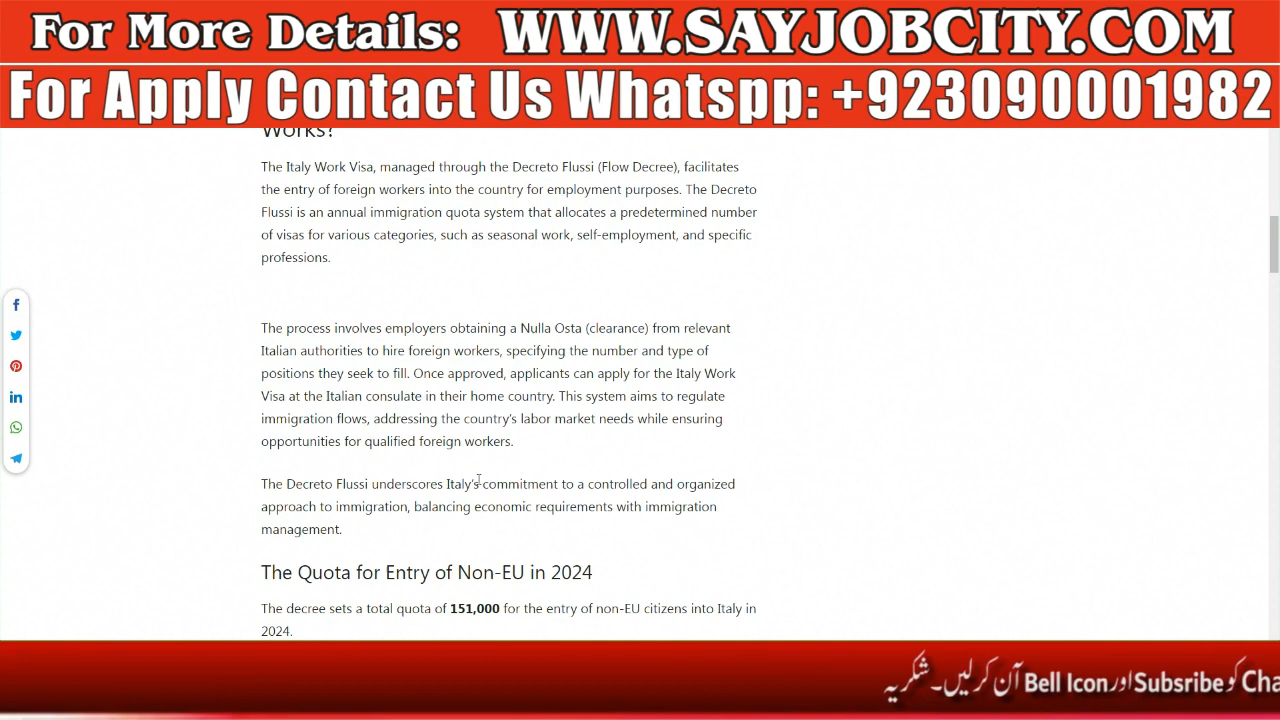 For More Details: WWW.SAYJOBCITY.COM
For Apply Contact Us Whatspp: +923090001982
Works?
The Italy Work Visa, managed through the Decreto Flussi (Flow Decree), facilitates
the entry of foreign workers into the country for employment purposes. The Decreto
Flussi is an annual immigration quota system that allocates a predetermined number
of visas for various categories, such as seasonal work, self-employment, and specific
professions.
The process involves employers obtaining a Nulla Osta (clearance) from relevant
Italian authorities to hire foreign workers, specifying the number and type of
positions they seek to fill. Once approved, applicants can apply for the Italy Work
Visa at the Italian consulate in their home country. This system aims to regulate
immigration flows, addressing the country's labor market needs while ensuring
opportunities for qualified foreign workers.
The Decreto Flussi underscores Italy's commitment to a controlled and organized
approach to immigration, balancing economic requirements with immigration
management.
The Quota for Entry of Non-EU in 2024
The decree sets a total quota of 151,000 for the entry of non-EU citizens into Italy in
2024.
Cha کو Subsribe اور Bell Icon آن کرلیں۔ شکریہ